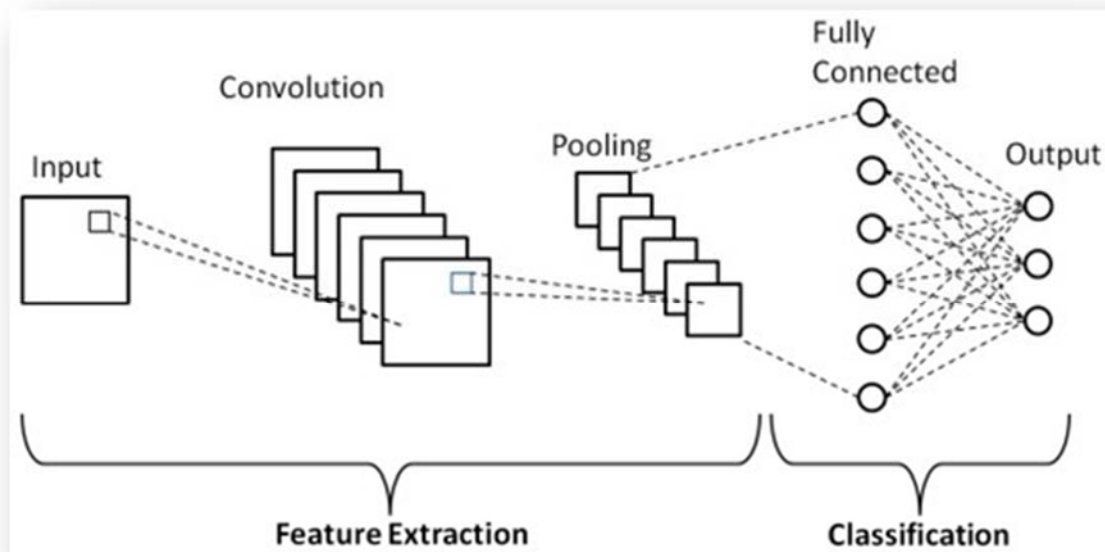 Input
Convolution
Pooling
Fully
Connected
Output
Feature Extraction
Classification